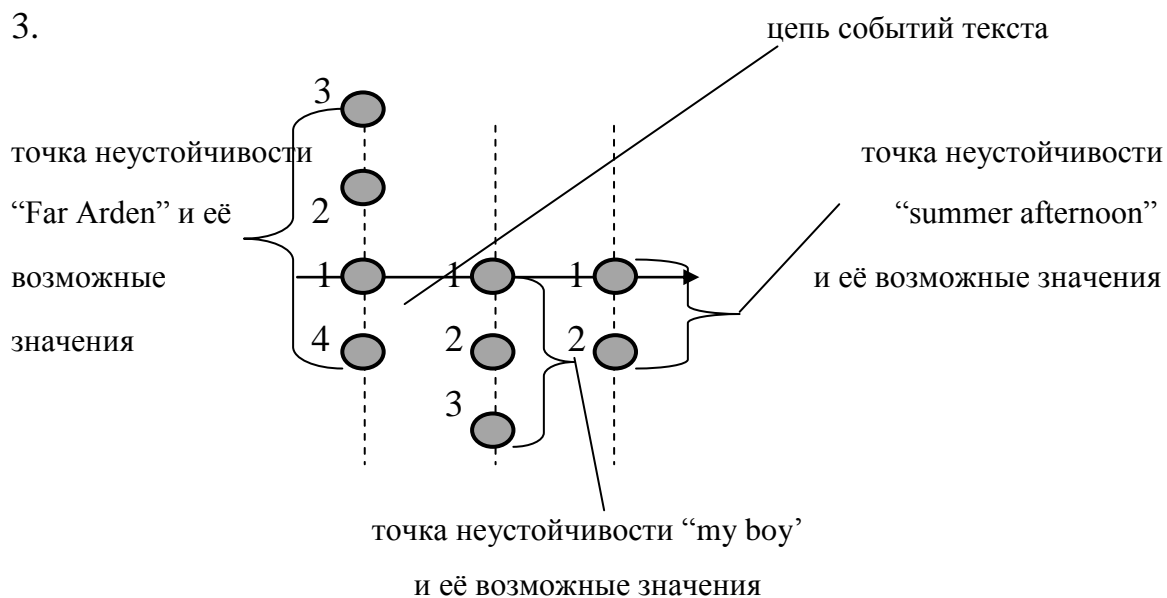 3.
цепь событий текста
3
точка неустойчивости
“Far Arden” и её
возможные
значения
2
1
4
1
2
3
1
2
точка неустойчивости
“summer afternoon”
и её возможные значения
точка неустойчивости “my boy’
и её возможные значения